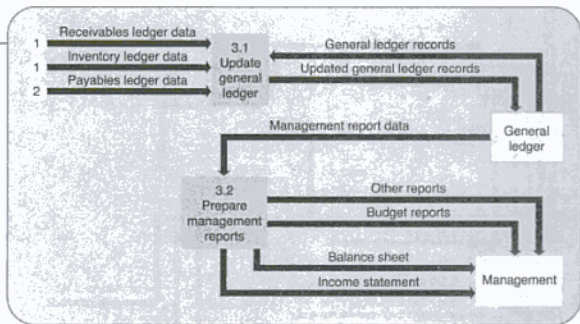 1
Receivables ledger data
1
Inventory ledger data
2
Payables ledger data
3.1
Update
general
ledger
General ledger records
Updated general ledger records
General
ledger
Management report data
3.2
Prepare
management
reports
Other reports
Budget reports
Balance sheet
Income statement
Management